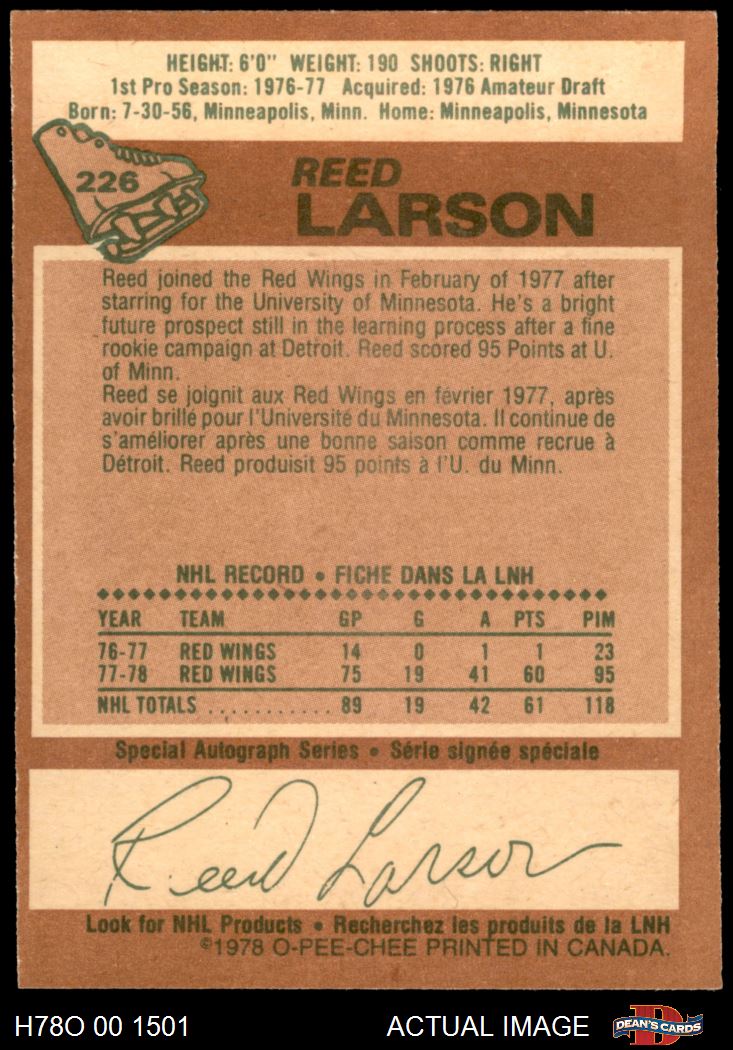 HEIGHT: 6'0" WEIGHT: 190 SHOOTS: RIGHT
1st Pro Season: 1976-77 Acquired: 1976 Amateur Draft
Born: 7-30-56, Minneapolis, Minn. Home: Minneapolis, Minnesota
226
REED
LARSON
Reed joined the Red Wings in February of 1977 after
starring for the University of Minnesota. He's a bright
future prospect still in the learning process after a fine
rookie campaign at Detroit. Reed scored 95 Points at U.
of Minn.
Reed se joignit aux Red Wings en février 1977, après
avoir brillé pour l'Université du Minnesota. Il continue de
s'améliorer après une bonne saison comme recrue à
Détroit. Reed produisit 95 points à l'U. du Minn.
NHL RECORD • FICHE DANS LA LNH
YEAR TEAM GP G A PTS PIM
76-77 RED WINGS 14 0 1 1 23
77-78 RED WINGS 75 19 41 60 95
NHL TOTALS ........... 89 19 42 61 118
Special Autograph Series • Série signée spéciale
Reed Larson
Look for NHL Products • Recherchez les produits de la LNH
©1978 O-PEE-CHEE PRINTED IN CANADA.
H78O 00 1501
ACTUAL IMAGE
D
DEAN'S CARDS